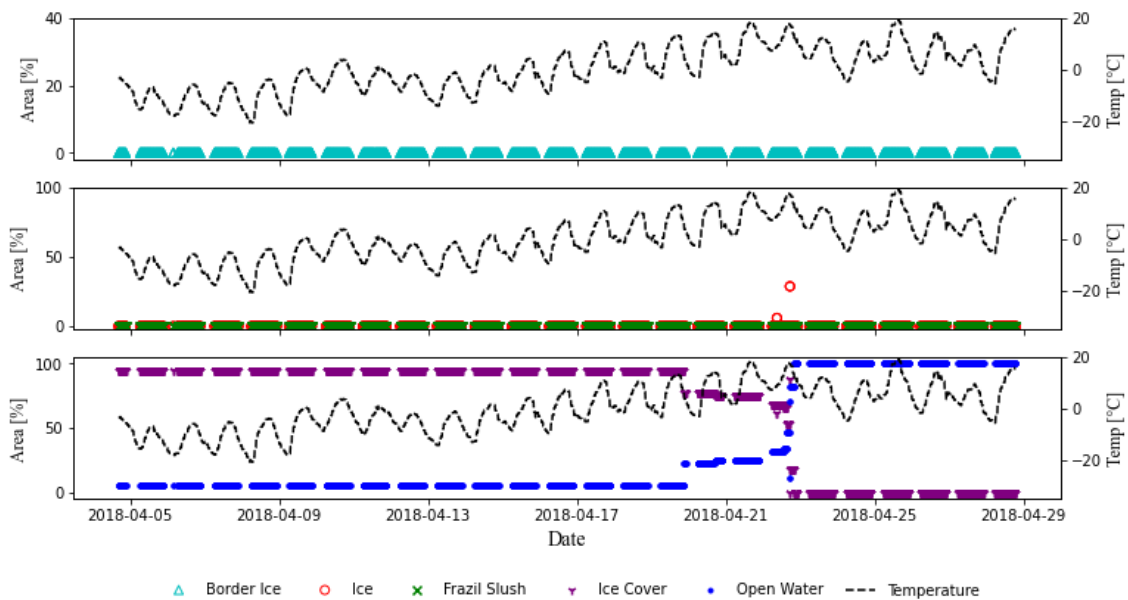 40
20
0
Area [%]
20
0
−20
Temp [°C]
100
50
0
Area [%]
20
0
−20
Temp [°C]
100
50
0
Area [%]
20
0
−20
Temp [°C]
2018-04-05 2018-04-09 2018-04-13 2018-04-17 2018-04-21 2018-04-25 2018-04-29
Date
Border Ice Ice Frazil Slush Ice Cover Open Water Temperature